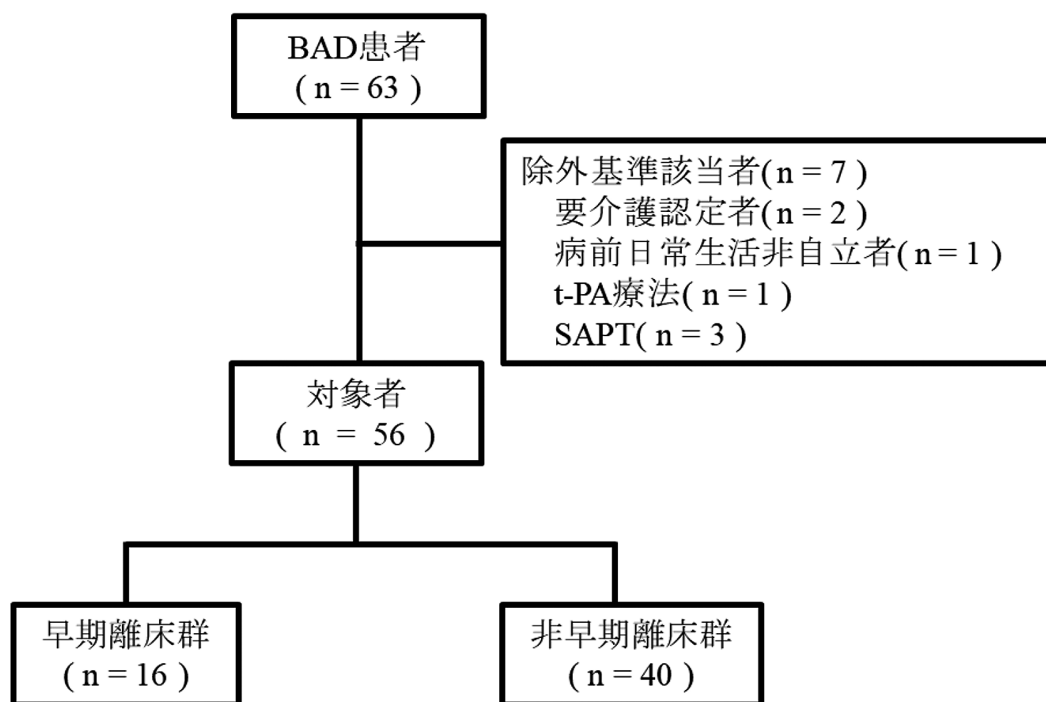 BAD患者
( n = 63 )
除外基準該当者( n = 7 )
要介護認定者( n = 2 )
病前日常生活非自立者( n = 1 )
t-PA療法( n = 1 )
SAPT( n = 3 )
対象者
( n = 56 )
早期離床群
( n = 16 )
非早期離床群
( n = 40 )